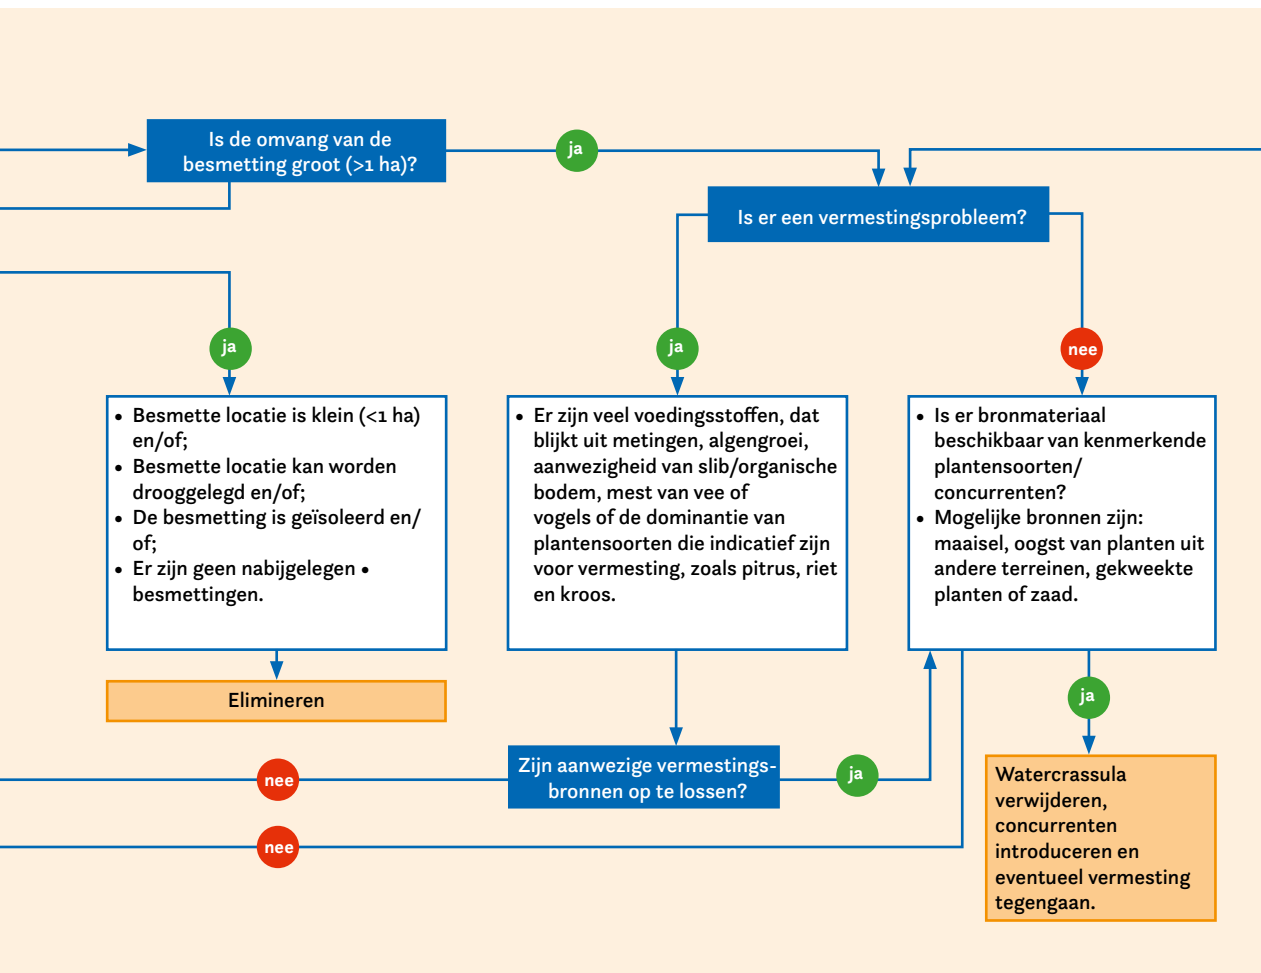 Is de omvang van de
besmetting groot (>1 ha)?
ja
Is er een vermestingsprobleem?
ja
ja
nee
• Besmette locatie is klein (<1 ha)
en/of;
• Besmette locatie kan worden
drooggelegd en/of;
• De besmetting is geïsoleerd en/
of;
• Er zijn geen nabijgelegen •
besmettingen.
• Er zijn veel voedingsstoffen, dat
blijkt uit metingen, algengroei,
aanwezigheid van slib/organische
bodem, mest van vee of
vogels of de dominantie van
plantensoorten die indicatief zijn
voor vermesting, zoals pitrus, riet
en kroos.
• Is er bronmateriaal
beschikbaar van kenmerkende
plantensoorten/
concurrenten?
• Mogelijke bronnen zijn:
maaisel, oogst van planten uit
andere terreinen, gekweekte
planten of zaad.
Elimineren
ja
nee
Zijn aanwezige vermestings-
bronnen op te lossen?
ja
Watercrassula
verwijderen,
concurrenten
introduceren en
eventueel vermesting
tegengaan.
nee